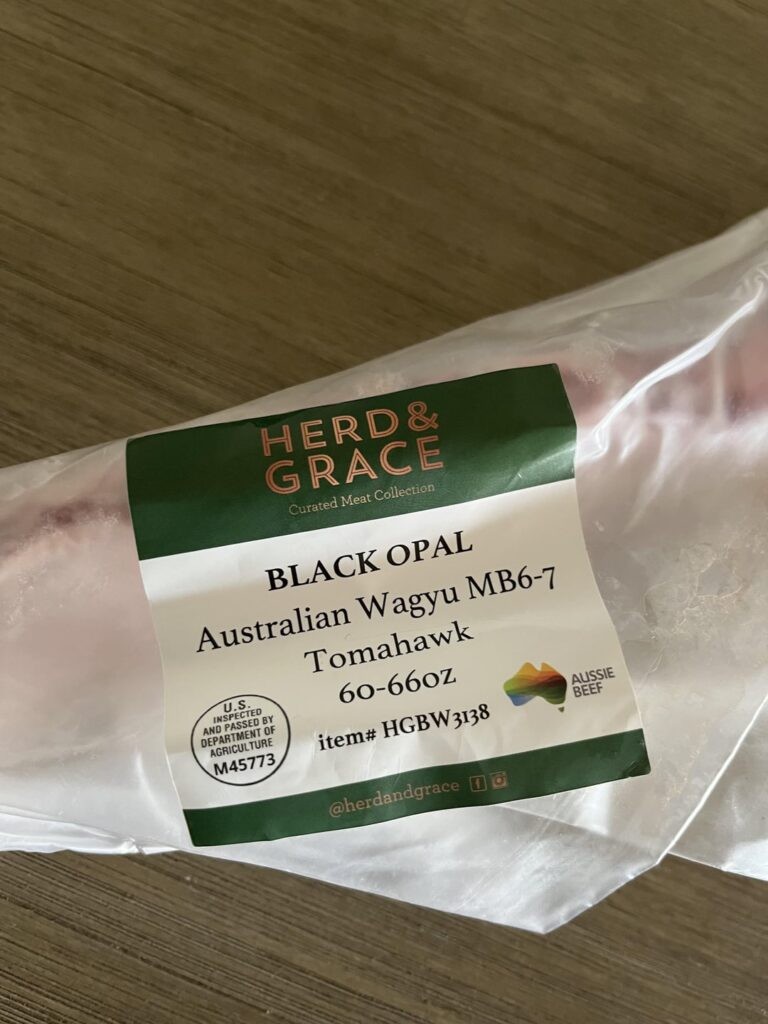 HERD&
GRACE
Curated Meat Collection
BLACK OPAL
Australian Wagyu MB6-7
Tomahawk
60-66oz
item# HGBW3138
U.S.
INSPECTED
AND PASSED BY
DEPARTMENT OF
AGRICULTURE
M45773
AUSSIE
BEEF
@herdandgrace